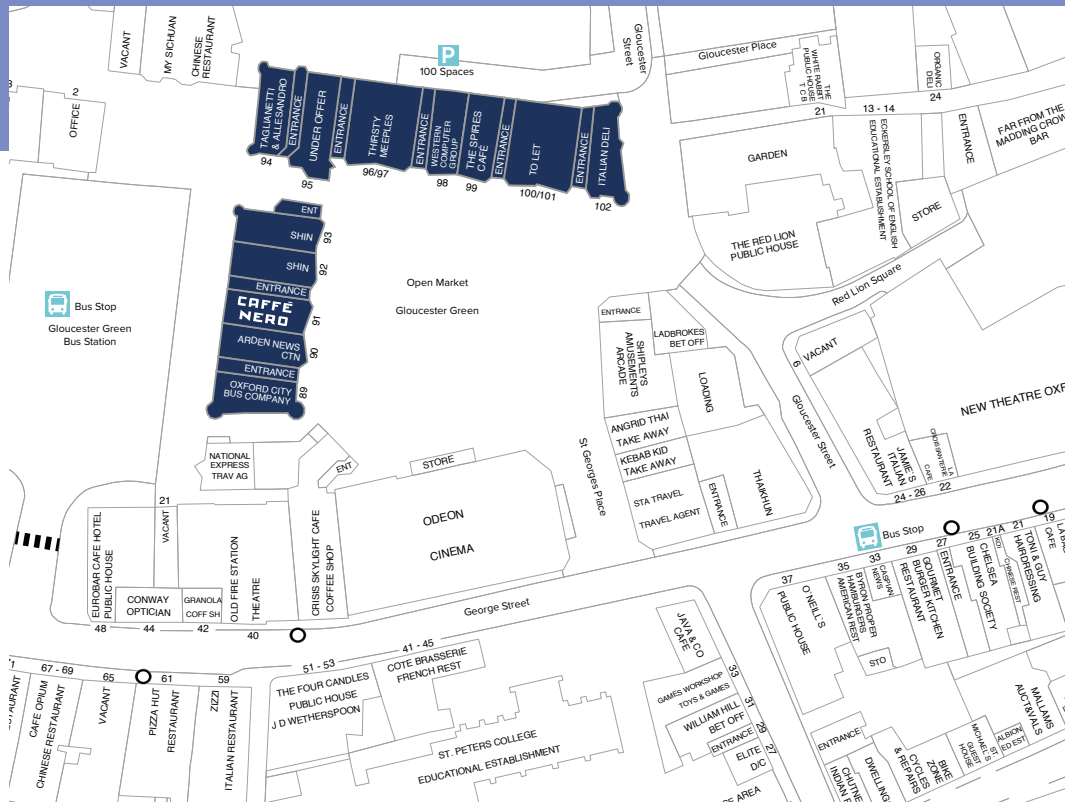 VACANT
MY SICHUAN
CHINESE
RESTAURANT
P
100 Spaces
Gloucester
Street
Gloucester Place
THE
WHITE RABBIT
PUBLIC HOUSE
T C B
ORGANIC
DELI
24
2
OFFICE
21
13 - 14
ECKERSLEY SCHOOL OF ENGLISH
EDUCATIONAL ESTABLISHMENT
ENTRANCE
FAR FROM THE
MADDING CROW
BAR
TAGLIANETTI
& ALLESANDRO
ENTRANCE
UNDER OFFER
ENTRANCE
THIRSTY
MEEPLES
ENTRANCE
WESTERN
COMPUTER
GROUP
THE SPIRES
CAFÉ
ENTRANCE
TO LET
ENTRANCE
ITALIAN DELI
94
95
96/97
98
99
100/101
102
GARDEN
STORE
THE RED LION
PUBLIC HOUSE
Red Lion Square
ENT
SHIN
93
SHIN
92
ENTRANCE
CAFFÈ
NERO
91
ARDEN NEWS
CTN
90
ENTRANCE
OXFORD CITY
BUS COMPANY
89
Open Market
Gloucester Green
Bus Stop
Gloucester Green
Bus Station
ENTRANCE
SHIPLEYS
AMUSEMENTS
ARCADE
LADBROKES
BET OFF
LOADING
ANGRID THAI
TAKE AWAY
KEBAB KID
TAKE AWAY
STA TRAVEL
TRAVEL AGENT
ENTRANCE
THAIKHUN
St Georges Place
Gloucester Street
6
VACANT
NEW THEATRE OXF
JAMIE'S
ITALIAN
RESTAURANT
LA
CROISSANTERIE
CAFE
24 - 26
22
NATIONAL
EXPRESS
TRAV AG
ENT
STORE
ODEON
CINEMA
21
VACANT
EUROBAR CAFE HOTEL
PUBLIC HOUSE
CONWAY
OPTICIAN
GRANOLA
COFF SH
OLD FIRE STATION
THEATRE
CRISIS SKYLIGHT CAFE
COFFEE SHOP
48
44
42
40
George Street
Bus Stop
37
35
33
29
27
25
21A
21
19
O'NEILL'S
PUBLIC HOUSE
BYRON PROPER
HAMBURGERS
AMERICAN REST
CASPIAN
NEWS
STO
GOURMET
BURGER KITCHEN
RESTAURANT
ENTRANCE
CHELSEA
BUILDING SOCIETY
CHINESE REST
TONI & GUY
HAIRDRESSING
CAFE
67 - 69
65
61
59
CAFE OPIUM
CHINESE RESTAURANT
VACANT
PIZZA HUT
RESTAURANT
ZIZZI
ITALIAN RESTAURANT
51 - 53
41 - 45
THE FOUR CANDLES
PUBLIC HOUSE
J D WETHERSPOON
COTE BRASSERIE
FRENCH REST
ST. PETERS COLLEGE
EDUCATIONAL ESTABLISHMENT
JAVA & CO
CAFE
GAMES WORKSHOP
TOYS & GAMES
33
WILLIAM HILL
BET OFF
31
ENTRANCE
29
ELITE
D/C
27
ENTRANCE
DWELLING
CYCLES
& REPAIRS
BIKE
ZONE
ST.
MICHAEL'S
GUEST
HOUSE
ALBION
ED EST
MALLAMS
AUCT&VALS